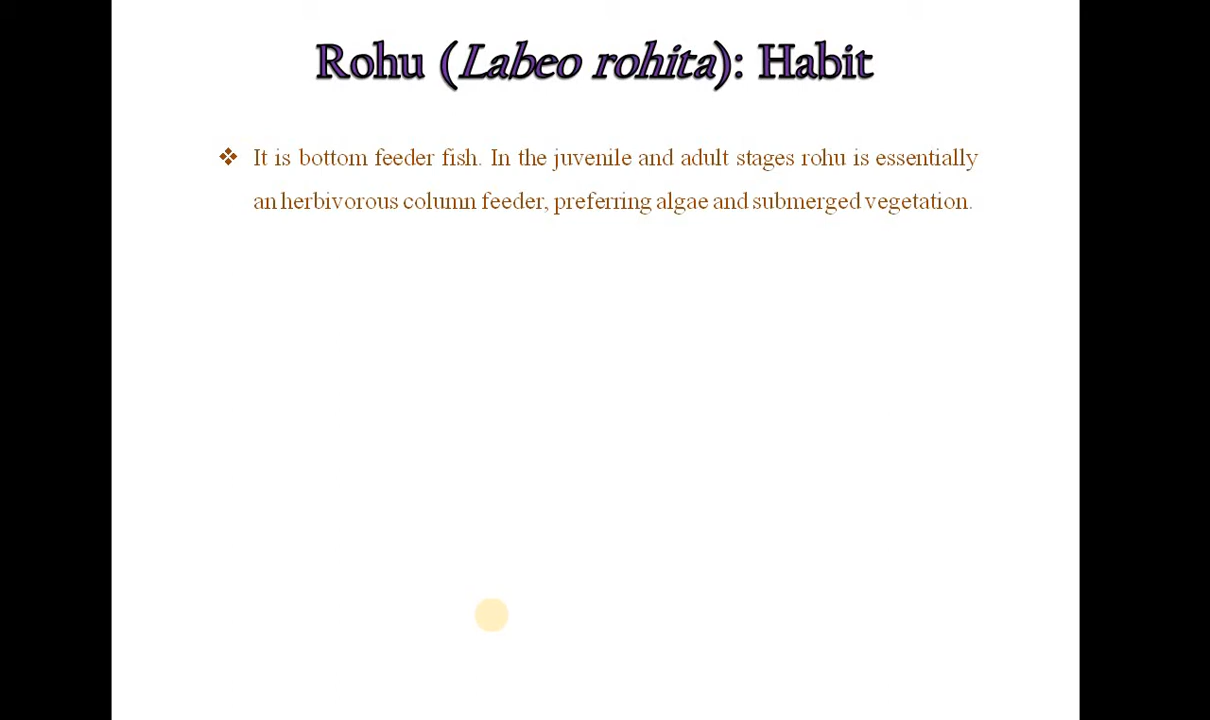 Rohu (Labeo rohita): Habit
❖ It is bottom feeder fish. In the juvenile and adult stages rohu is essentially
an herbivorous column feeder, preferring algae and submerged vegetation.